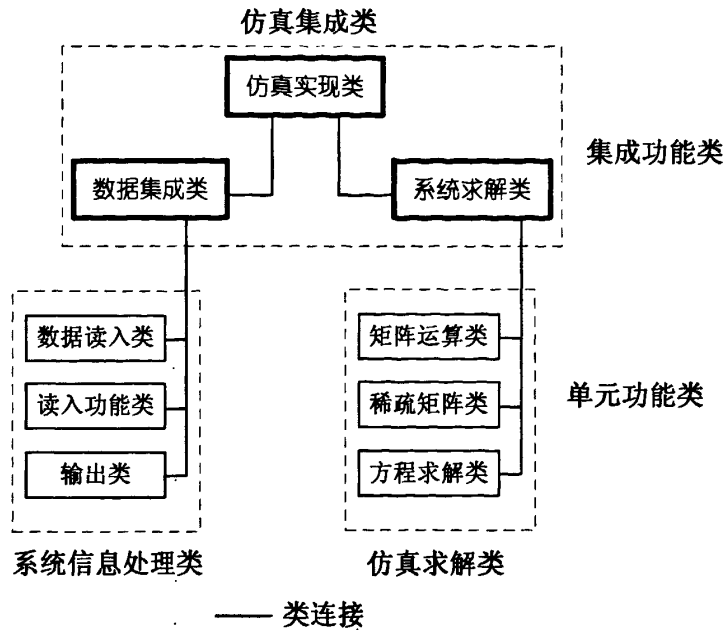 仿真集成类
仿真实现类
集成功能类
数据集成类
系统求解类
数据读入类
矩阵运算类
读入功能类
稀疏矩阵类
单元功能类
输出类
方程求解类
系统信息处理类
仿真求解类
类连接